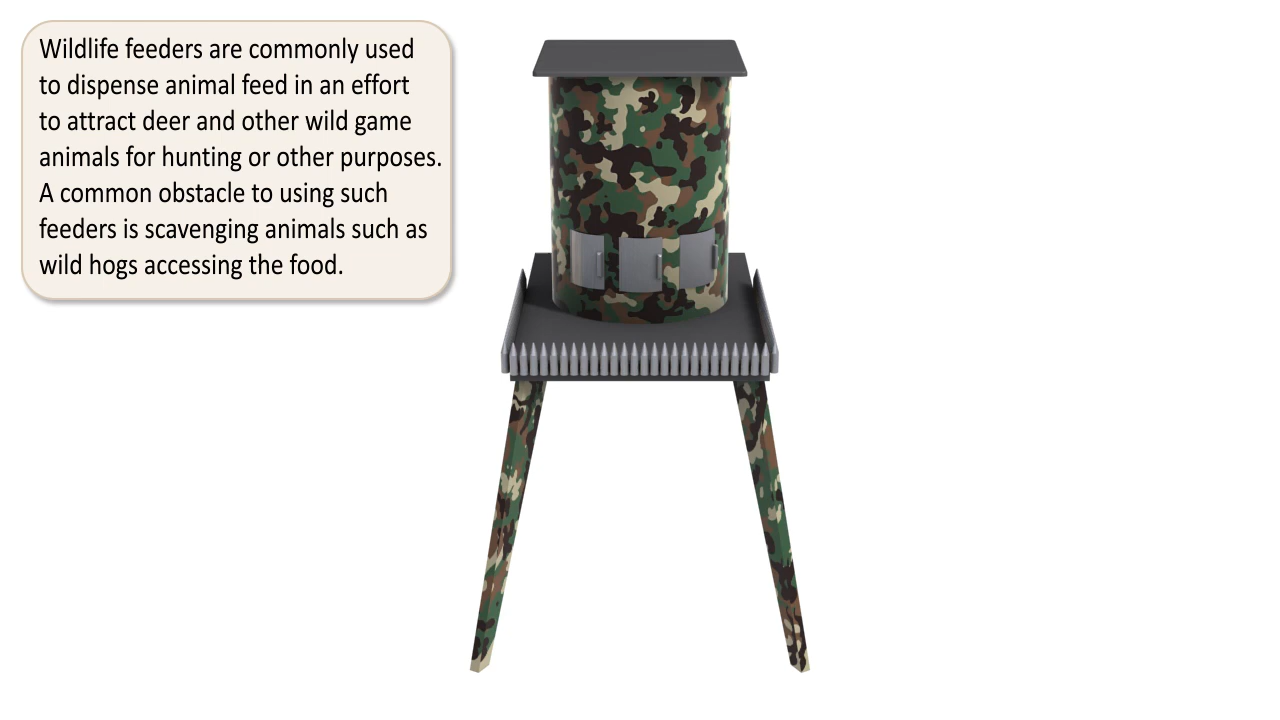 Wildlife feeders are commonly used
to dispense animal feed in an effort
to attract deer and other wild game
animals for hunting or other purposes.
A common obstacle to using such
feeders is scavenging animals such as
wild hogs accessing the food.